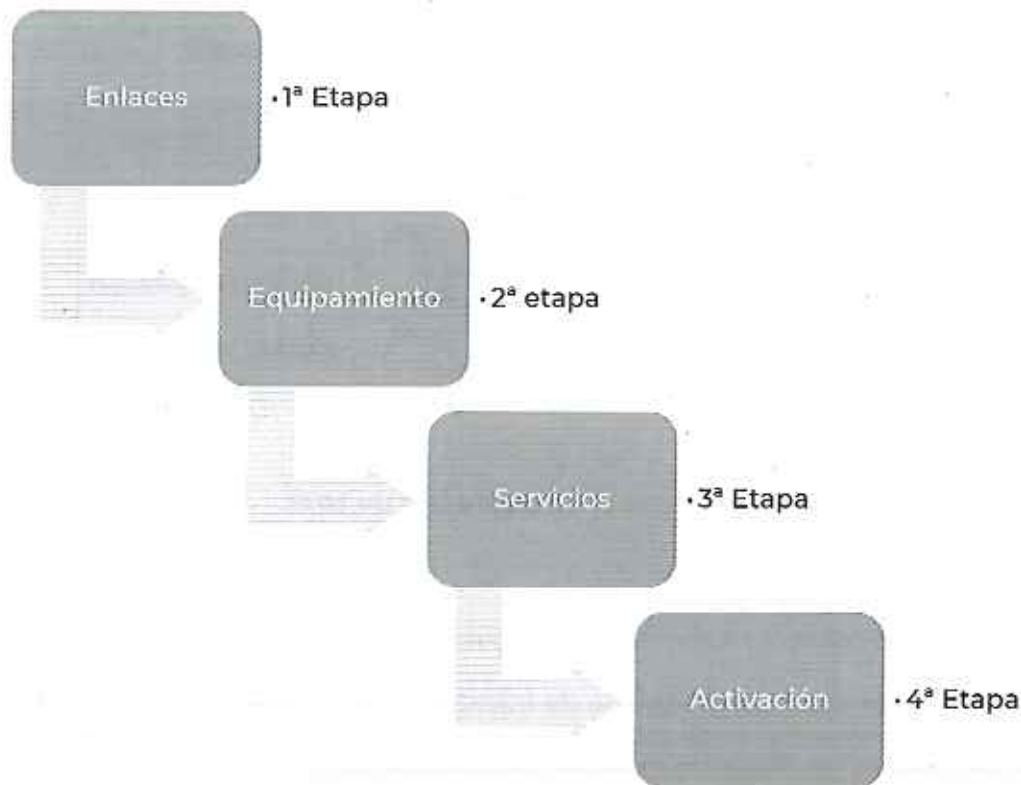 Enlaces
•1ª Etapa
Equipamiento
•2ª etapa
Servicios
•3ª Etapa
Activación
•4ª Etapa